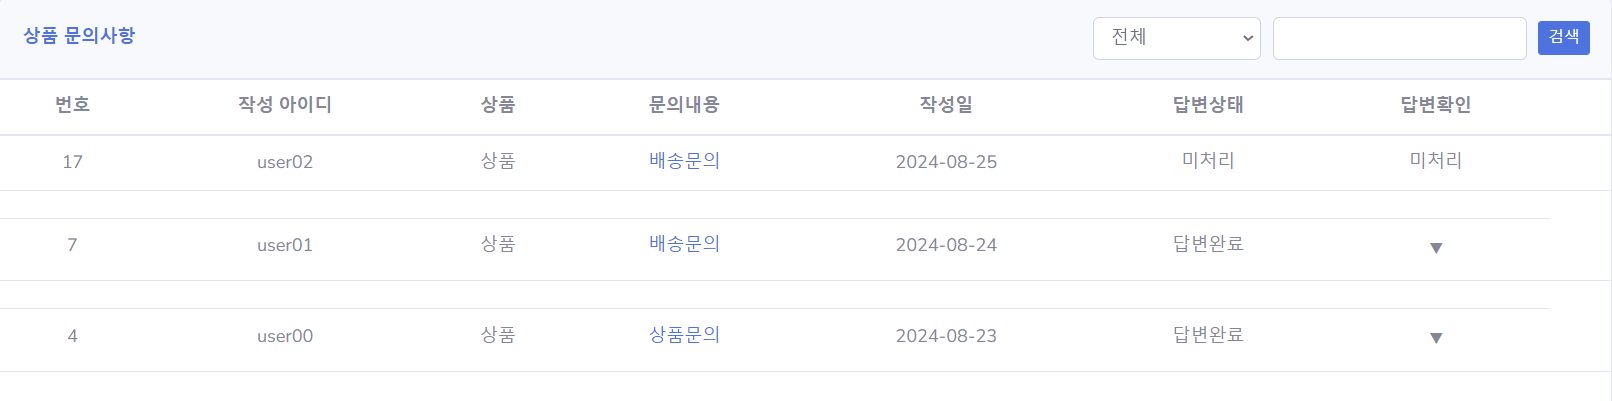 상품 문의사항 전체 검색
번호 작성 아이디 상품 문의내용 작성일 답변상태 답변확인
17 user02 상품 배송문의 2024-08-25 미처리 미처리
7 user01 상품 배송문의 2024-08-24 답변완료 ▼
4 user00 상품 상품문의 2024-08-23 답변완료 ▼